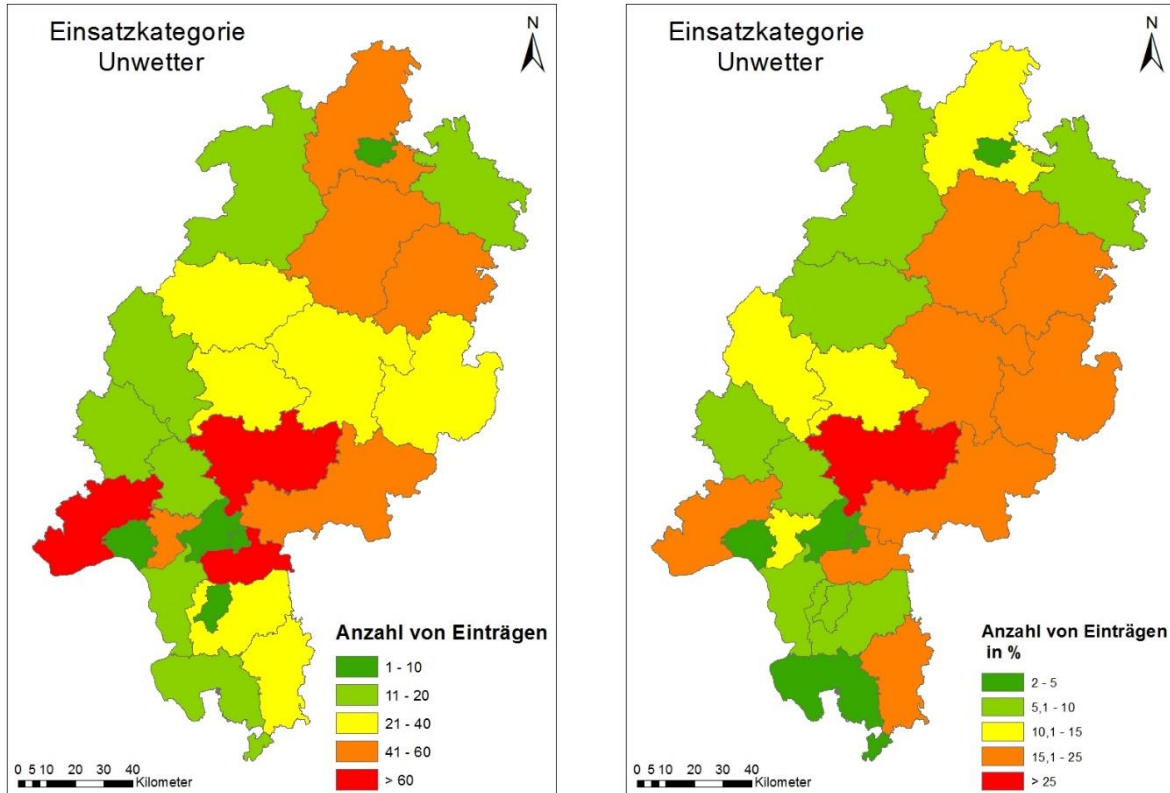 Einsatzkategorie
Unwetter
N
Anzahl von Einträgen
1 - 10
11 - 20
21 - 40
41 - 60
> 60
0 5 10 20 30 40
Kilometer
Einsatzkategorie
Unwetter
N
Anzahl von Einträgen
in %
2 - 5
5,1 - 10
10,1 - 15
15,1 - 25
> 25
0 5 10 20 30 40
Kilometer